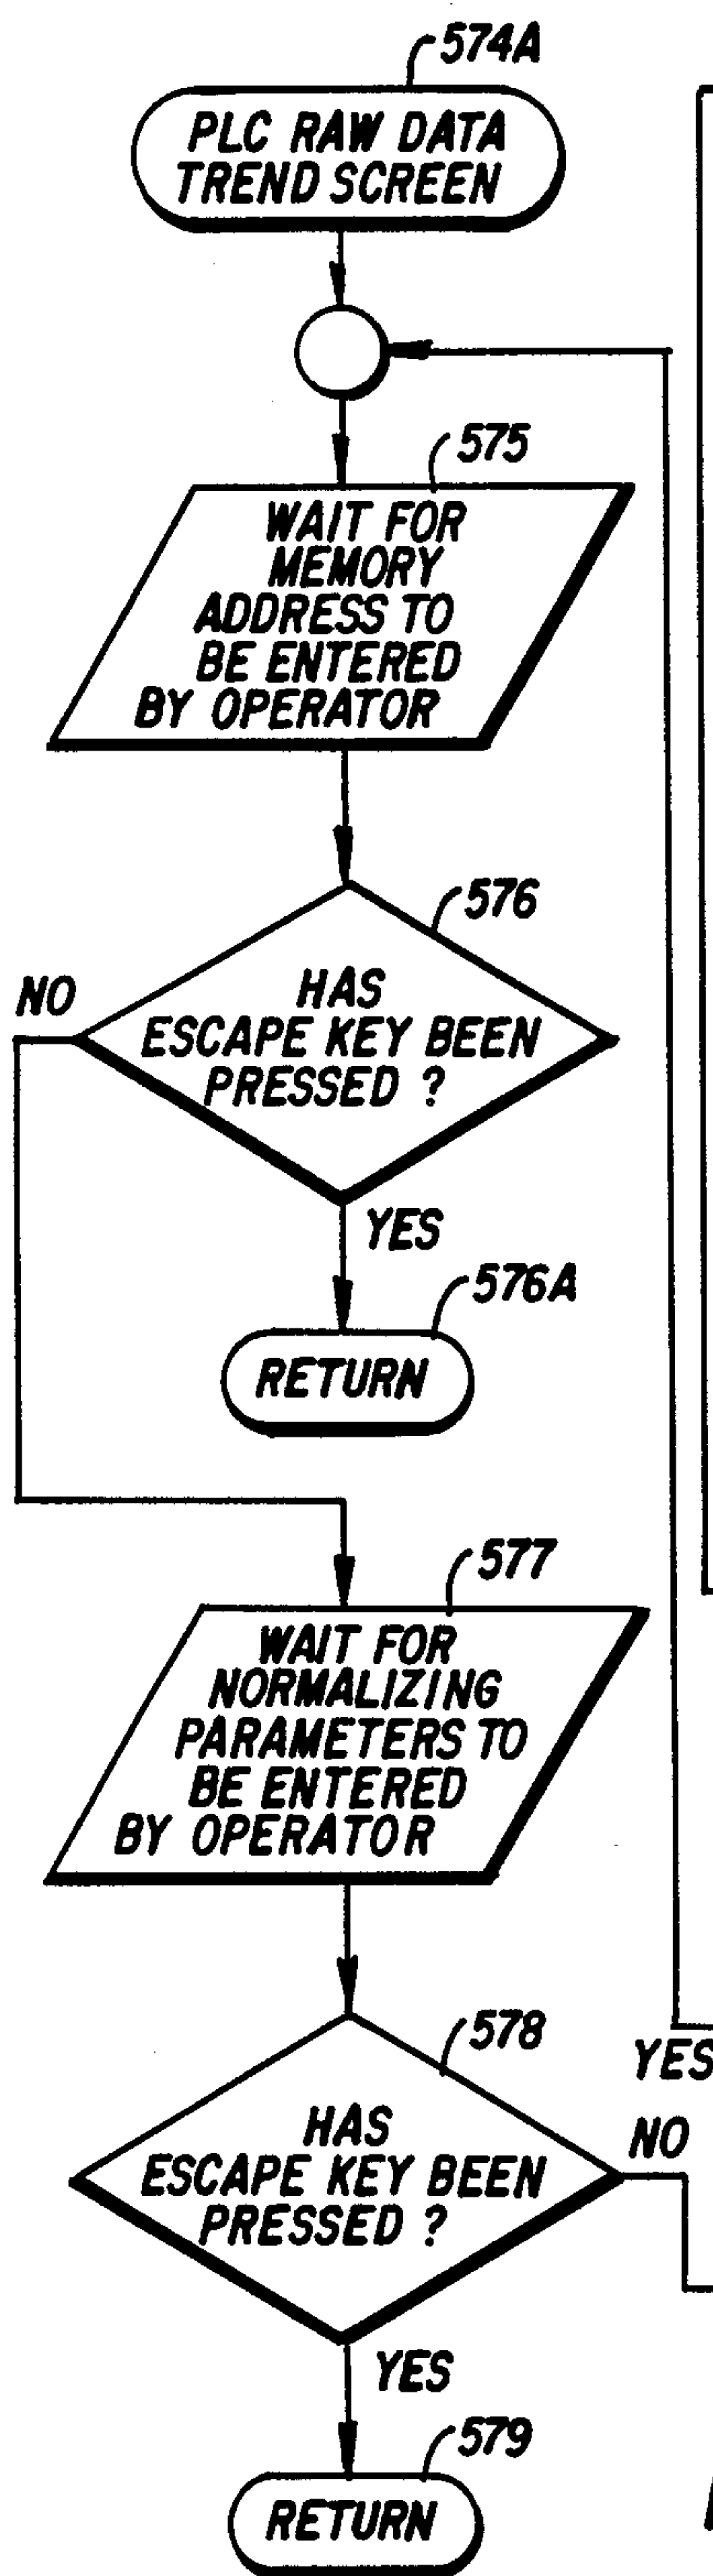 574A
PLC RAW DATA
TREND SCREEN
575
WAIT FOR
MEMORY
ADDRESS TO
BE ENTERED
BY OPERATOR
576
NO
HAS
ESCAPE KEY BEEN
PRESSED ?
YES
576A
RETURN
577
WAIT FOR
NORMALIZING
PARAMETERS TO
BE ENTERED
BY OPERATOR
578
YES
NO
HAS
ESCAPE KEY BEEN
PRESSED ?
YES
579
RETURN